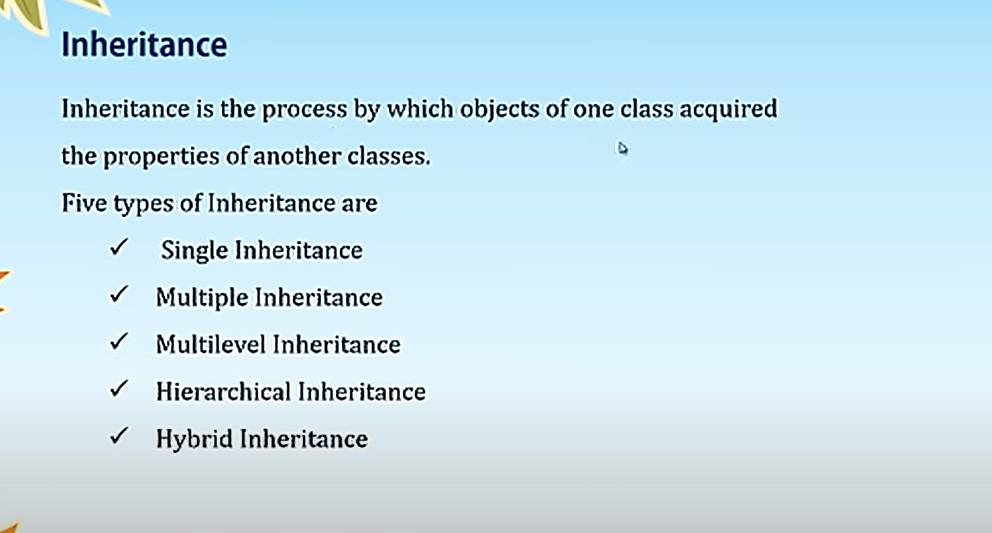 Inheritance
Inheritance is the process by which objects of one class acquired
the properties of another classes.
Five types of Inheritance are
✓ Single Inheritance
✓ Multiple Inheritance
✓ Multilevel Inheritance
✓ Hierarchical Inheritance
✓ Hybrid Inheritance